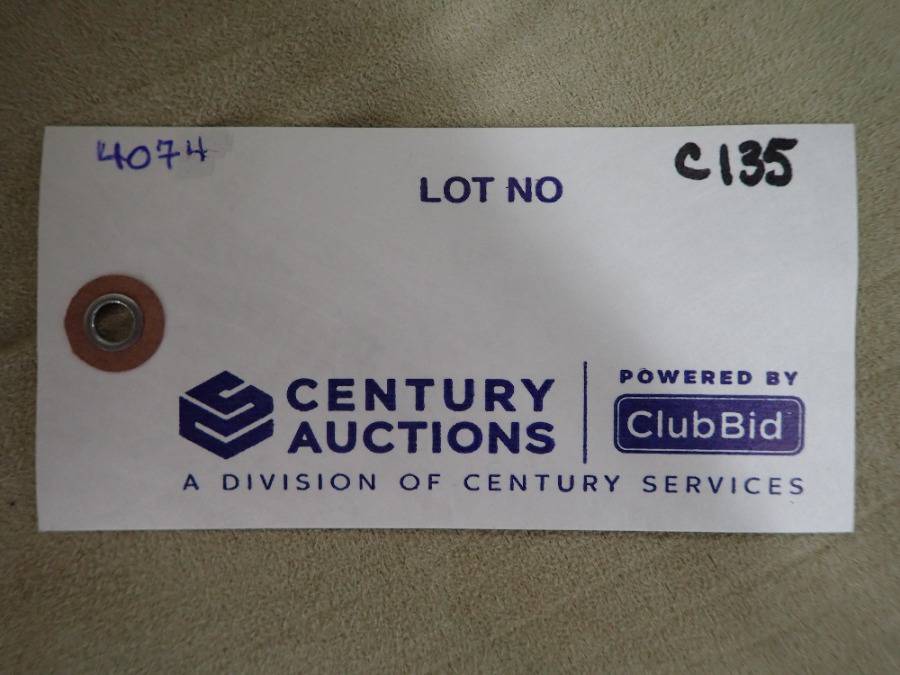 4074
C135
LOT NO
CENTURY
AUCTIONS
POWERED BY
ClubBid
A DIVISION OF CENTURY SERVICES